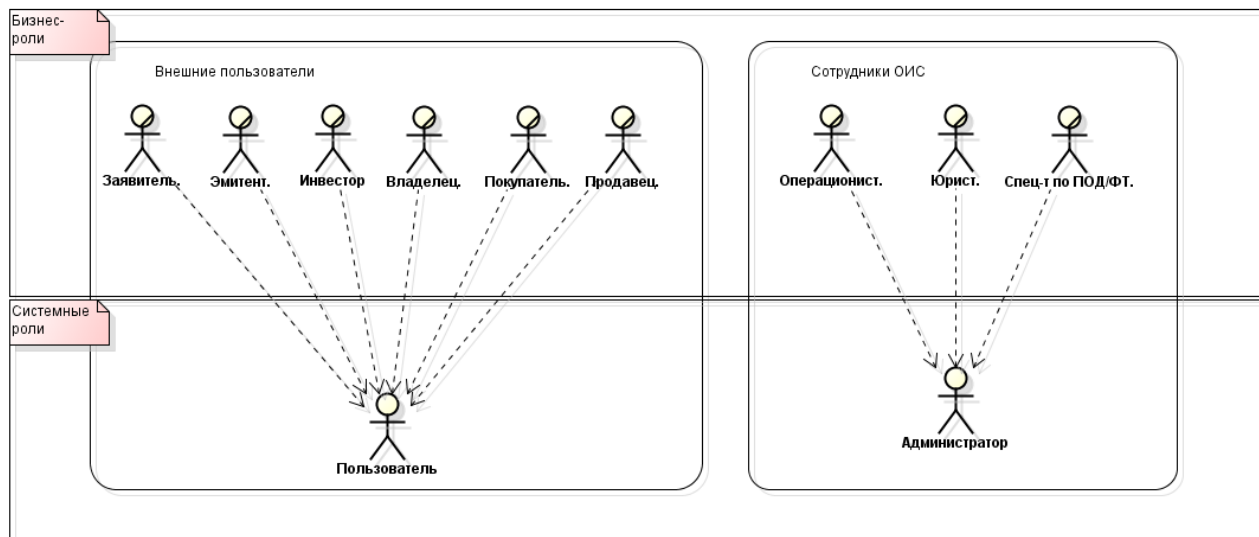 Бизнес-
роли
Внешние пользователи
Сотрудники ОИС
Заявитель.
Эмитент.
Инвестор
Владелец.
Покупатель.
Продавец.
Операционист.
Юрист.
Спец-т по ПОД/ФТ.
Системные
роли
Пользователь
Администратор